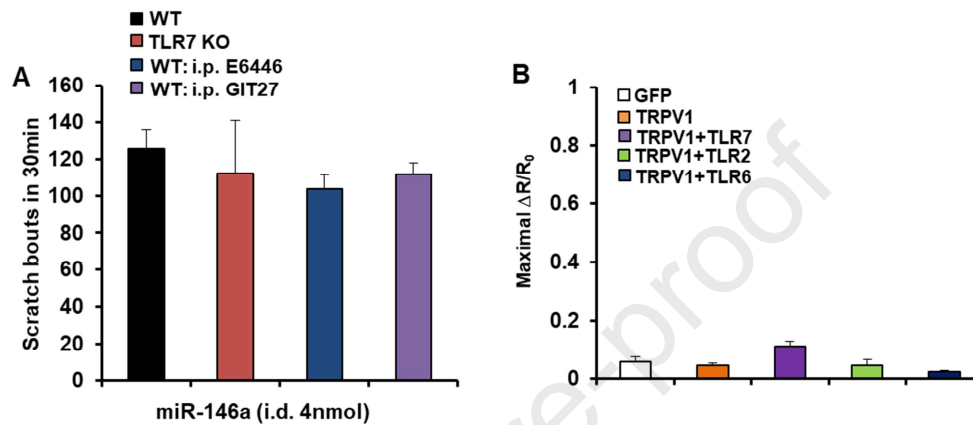 A
WT
TLR7 KO
WT: i.p. E6446
WT: i.p. GIT27
Scratch bouts in 30min
160
140
120
100
80
60
40
20
0
miR-146a (i.d. 4nmol)
B
GFP
TRPV1
TRPV1+TLR7
TRPV1+TLR2
TRPV1+TLR6
Maximal ΔR/R₀
1
0.8
0.6
0.4
0.2
0
re-proof